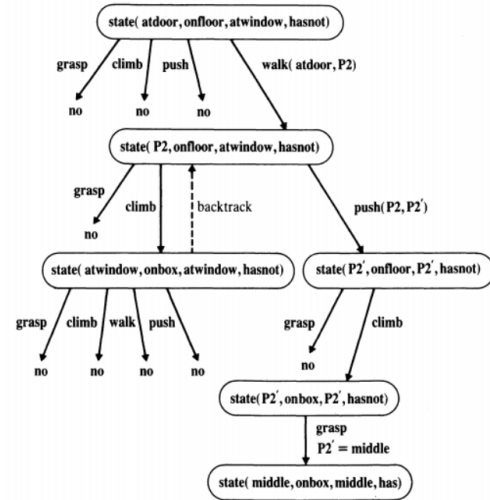 state( atdoor, onfloor, atwindow, hasnot)
grasp climb push walk( atdoor, P2)
no no no
state( P2, onfloor, atwindow, hasnot)
grasp climb backtrack push(P2, P2′)
no
state( atwindow, onbox, atwindow, hasnot) state( P2′, onfloor, P2′, hasnot)
grasp climb walk push grasp climb
no no no no no
state( P2′, onbox, P2′, hasnot)
grasp
P2′ = middle
state( middle, onbox, middle, has)